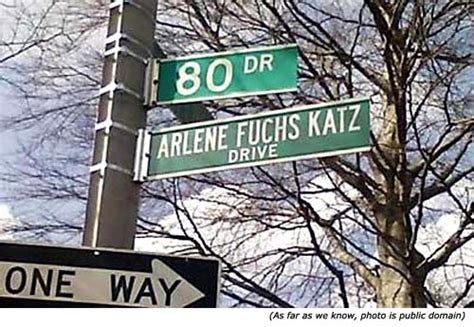 80 DR
ARLENE FUCHS KATZ
DRIVE
ONE WAY
(As far as we know, photo is public domain)